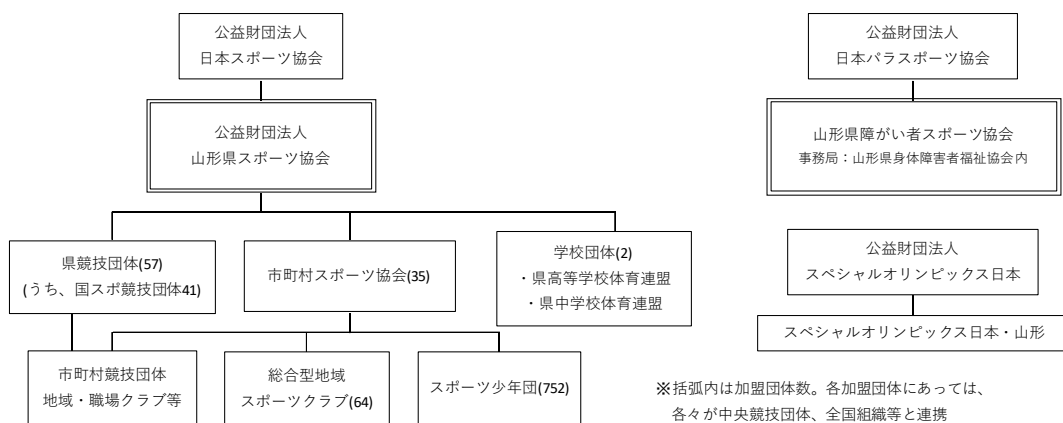 公益財団法人
日本スポーツ協会
公益財団法人
山形県スポーツ協会
県競技団体(57)
(うち、国スポ競技団体41)
市町村スポーツ協会(35)
学校団体(2)
・県高等学校体育連盟
・県中学校体育連盟
市町村競技団体
地域・職場クラブ等
総合型地域
スポーツクラブ(64)
スポーツ少年団(752)
公益財団法人
日本パラスポーツ協会
山形県障がい者スポーツ協会
事務局：山形県身体障害者福祉協会内
公益財団法人
スペシャルオリンピックス日本
スペシャルオリンピックス日本・山形
※括弧内は加盟団体数。各加盟団体にあっては、
各々が中央競技団体、全国組織等と連携